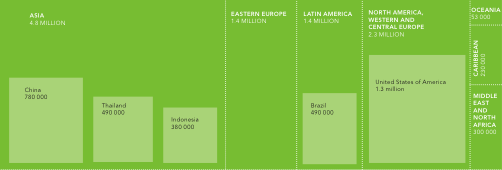 ASIA
4.8 MILLION
China
780 000
Thailand
490 000
Indonesia
380 000
EASTERN EUROPE
1.4 MILLION
LATIN AMERICA
1.4 MILLION
Brazil
490 000
NORTH AMERICA,
WESTERN AND
CENTRAL EUROPE
2.3 MILLION
United States of America
1.3 million
OCEANIA
53 000
CARIBBEAN
230 000
MIDDLE
EAST
AND
NORTH
AFRICA
300 000